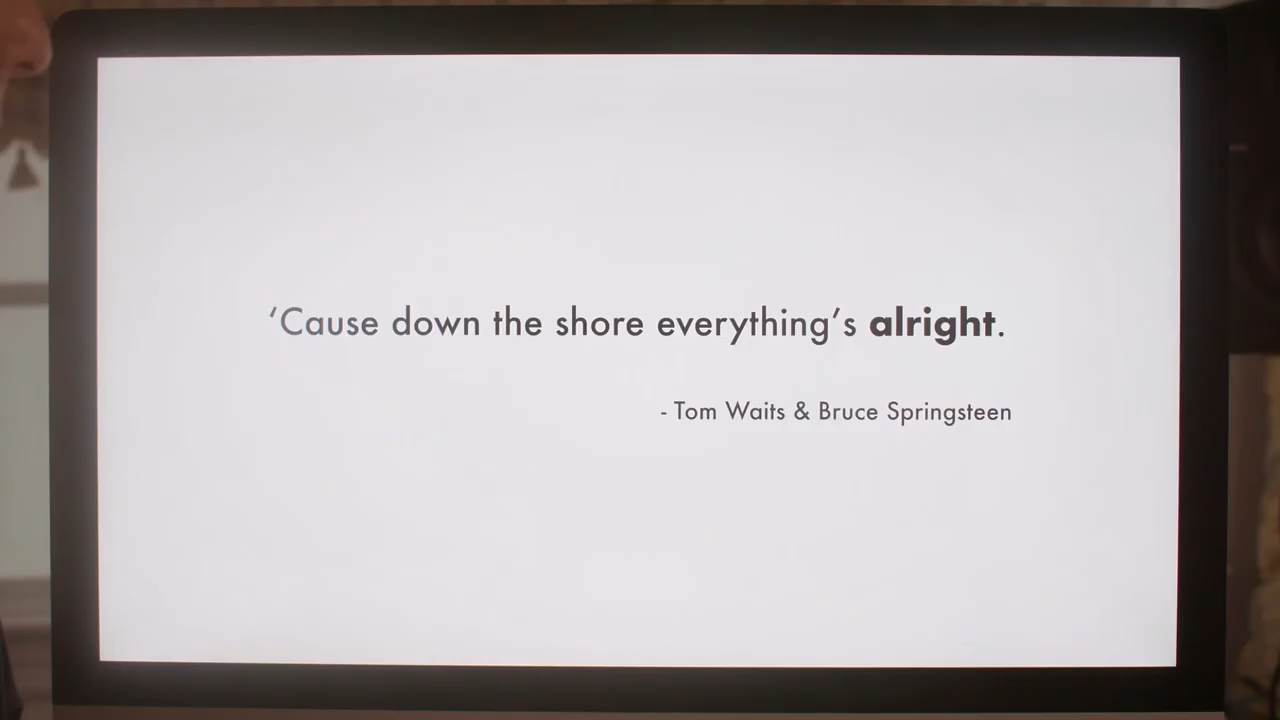 ‘Cause down the shore everything’s alright.
- Tom Waits & Bruce Springsteen